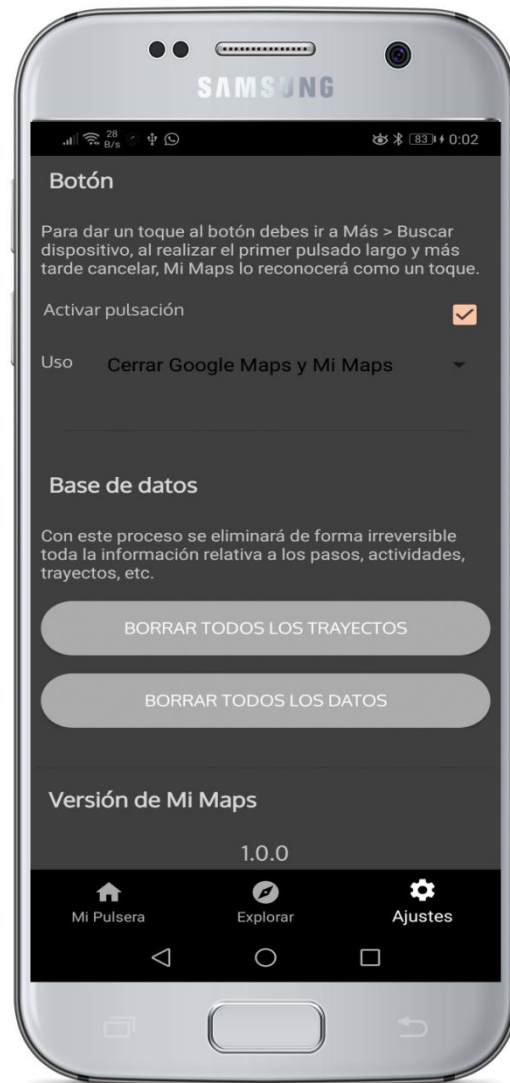 SAMSUNG
28
B/s
83
0:02
Botón
Para dar un toque al botón debes ir a Más > Buscar
dispositivo, al realizar el primer pulsado largo y más
tarde cancelar, Mi Maps lo reconocerá como un toque.
Activar pulsación
Uso Cerrar Google Maps y Mi Maps
Base de datos
Con este proceso se eliminará de forma irreversible
toda la información relativa a los pasos, actividades,
trayectos, etc.
BORRAR TODOS LOS TRAYECTOS
BORRAR TODOS LOS DATOS
Versión de Mi Maps
1.0.0
Mi Pulsera Explorar Ajustes